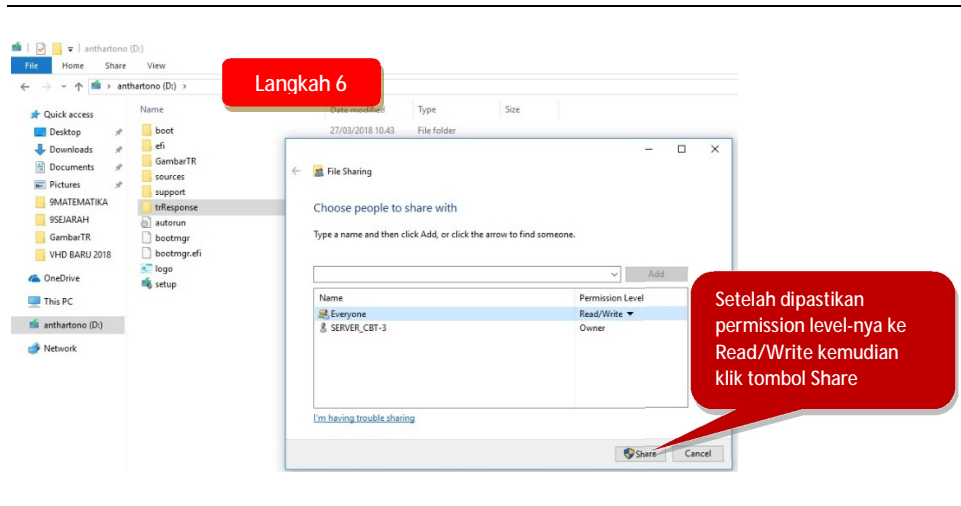 anthartono (D:)
File Home Share View
anthartono (D:)
Langkah 6
Quick access
Desktop
Downloads
Documents
Pictures
9MATEMATIKA
9SEJARAH
GambarTR
VHD BARU 2018
OneDrive
This PC
anthartono (D:)
Network
Name Date modified Type Size
boot 27/03/2018 10.43 File folder
efi
GambarTR
sources
support
trResponse
autorun
bootmgr
bootmgr.efi
logo
setup
File Sharing
Choose people to share with
Type a name and then click Add, or click the arrow to find someone.
Add
Name Permission Level
Everyone Read/Write
SERVER_CBT-3 Owner
I'm having trouble sharing
Share Cancel
Setelah dipastikan
permission level-nya ke
Read/Write kemudian
klik tombol Share